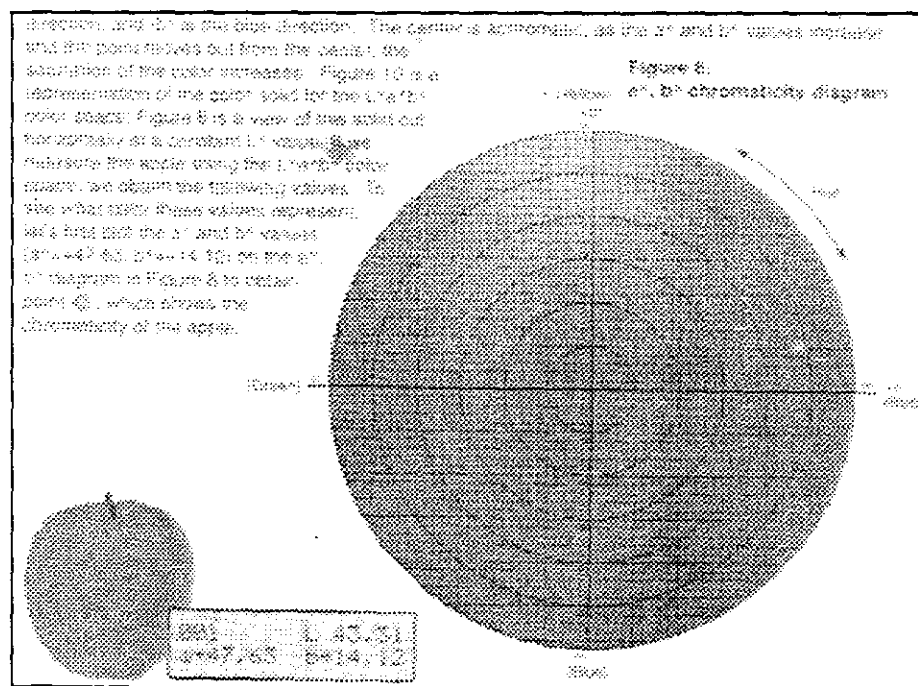 direction, and -b* is the blue direction. The center is achromatic; as the a* and b* values increase
and the point moves out from the center, the
saturation of the color increases. Figure 10 is a
representation of the color solid for the L*a*b*
color space; Figure 8 is a view of this solid cut
horizontally at a constant L* value. If we
measure the apple using the L*a*b* color
space, we obtain the following values. To
see what color these values represent,
let's first plot the a* and b* values
(a*=+47.63, b*=+14.12) on the a*,
b* diagram in Figure 8 to obtain
point , which shows the
chromaticity of the apple.
Figure 8:
a*, b* chromaticity diagram
(Yellow)
Hue
(Green)
(Red)
(Blue)
L 43.31
a+47.63 b+14.12